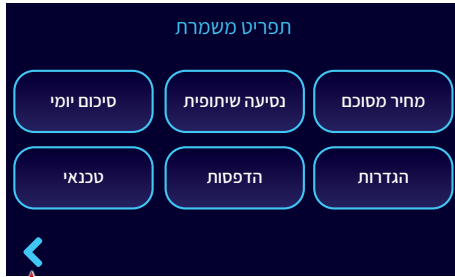 תפריט משמרת
מחיר מסוכם
נסיעה שיתופית
סיכום יומי
הגדרות
הדפסות
טכנאי